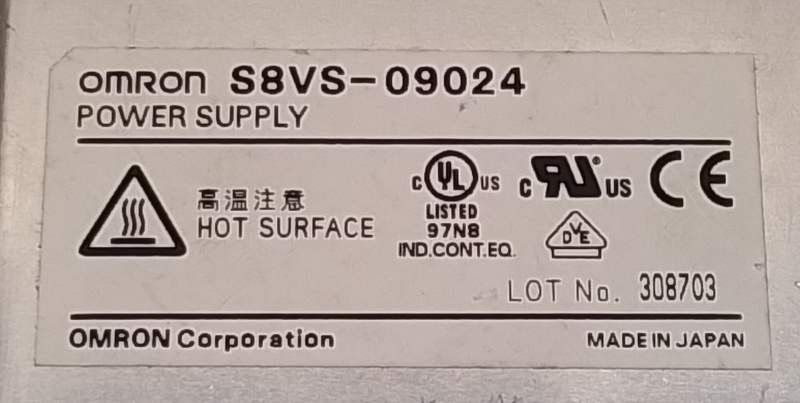 omron S8VS-09024
POWER SUPPLY
高温注意
HOT SURFACE
c UL US
LISTED
97N8
IND.CONT.EQ.
c RU® US
CE
DVE
LOT No. 308703
OMRON Corporation
MADE IN JAPAN